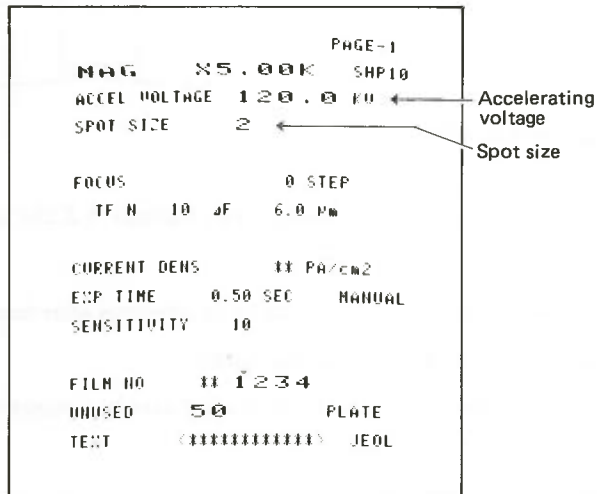 PAGE-1
MAG X5.00K SHP10
ACCEL VOLTAGE 120.0 KV
Accelerating voltage
SPOT SIZE 2
Spot size
FOCUS 0 STEP
TF N 10 ⊿F 6.0 µm
CURRENT DENS ** PA/cm2
EXP TIME 0.50 SEC MANUAL
SENSITIVITY 10
FILM NO ** 1234
UNUSED 50 PLATE
TEXT (************) JEOL